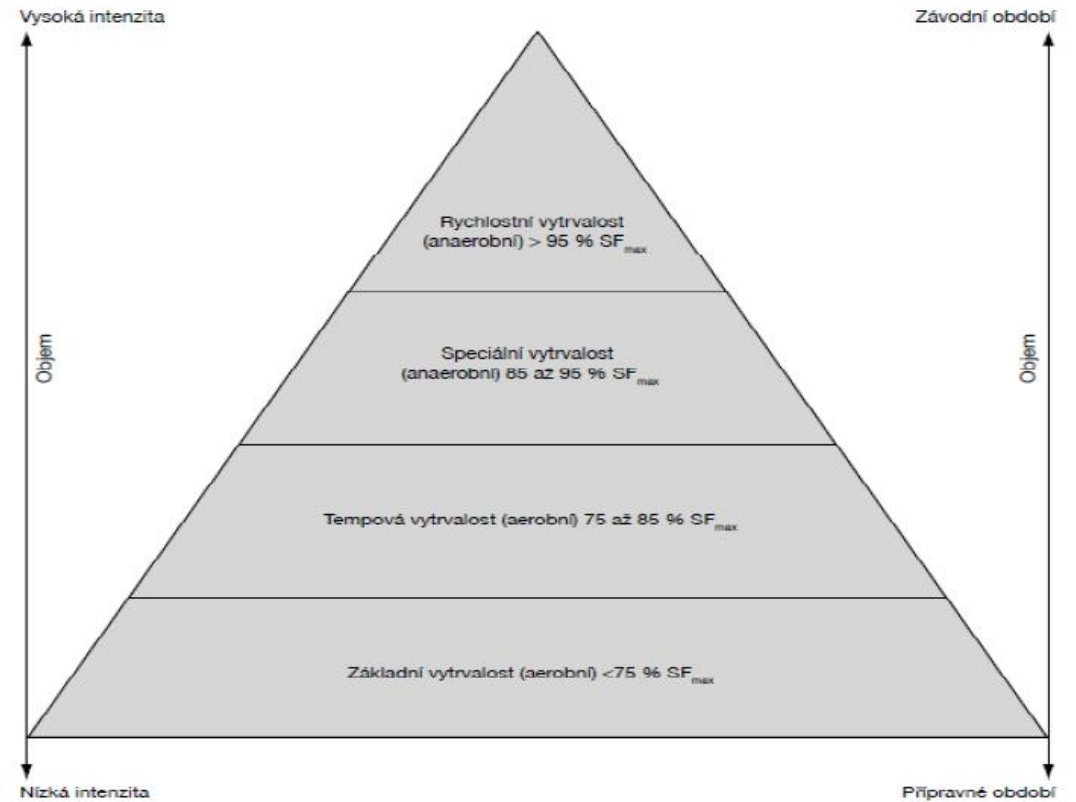 Vysoká intenzita
Závodní období
Rychlostní vytrvalost
(anaerobní) > 95 % SFmax
Objem
Speciální vytrvalost
(anaerobní) 85 až 95 % SFmax
Objem
Tempová vytrvalost (aerobní) 75 až 85 % SFmax
Základní vytrvalost (aerobní) <75 % SFmax
Nízká intenzita
Přípravné období